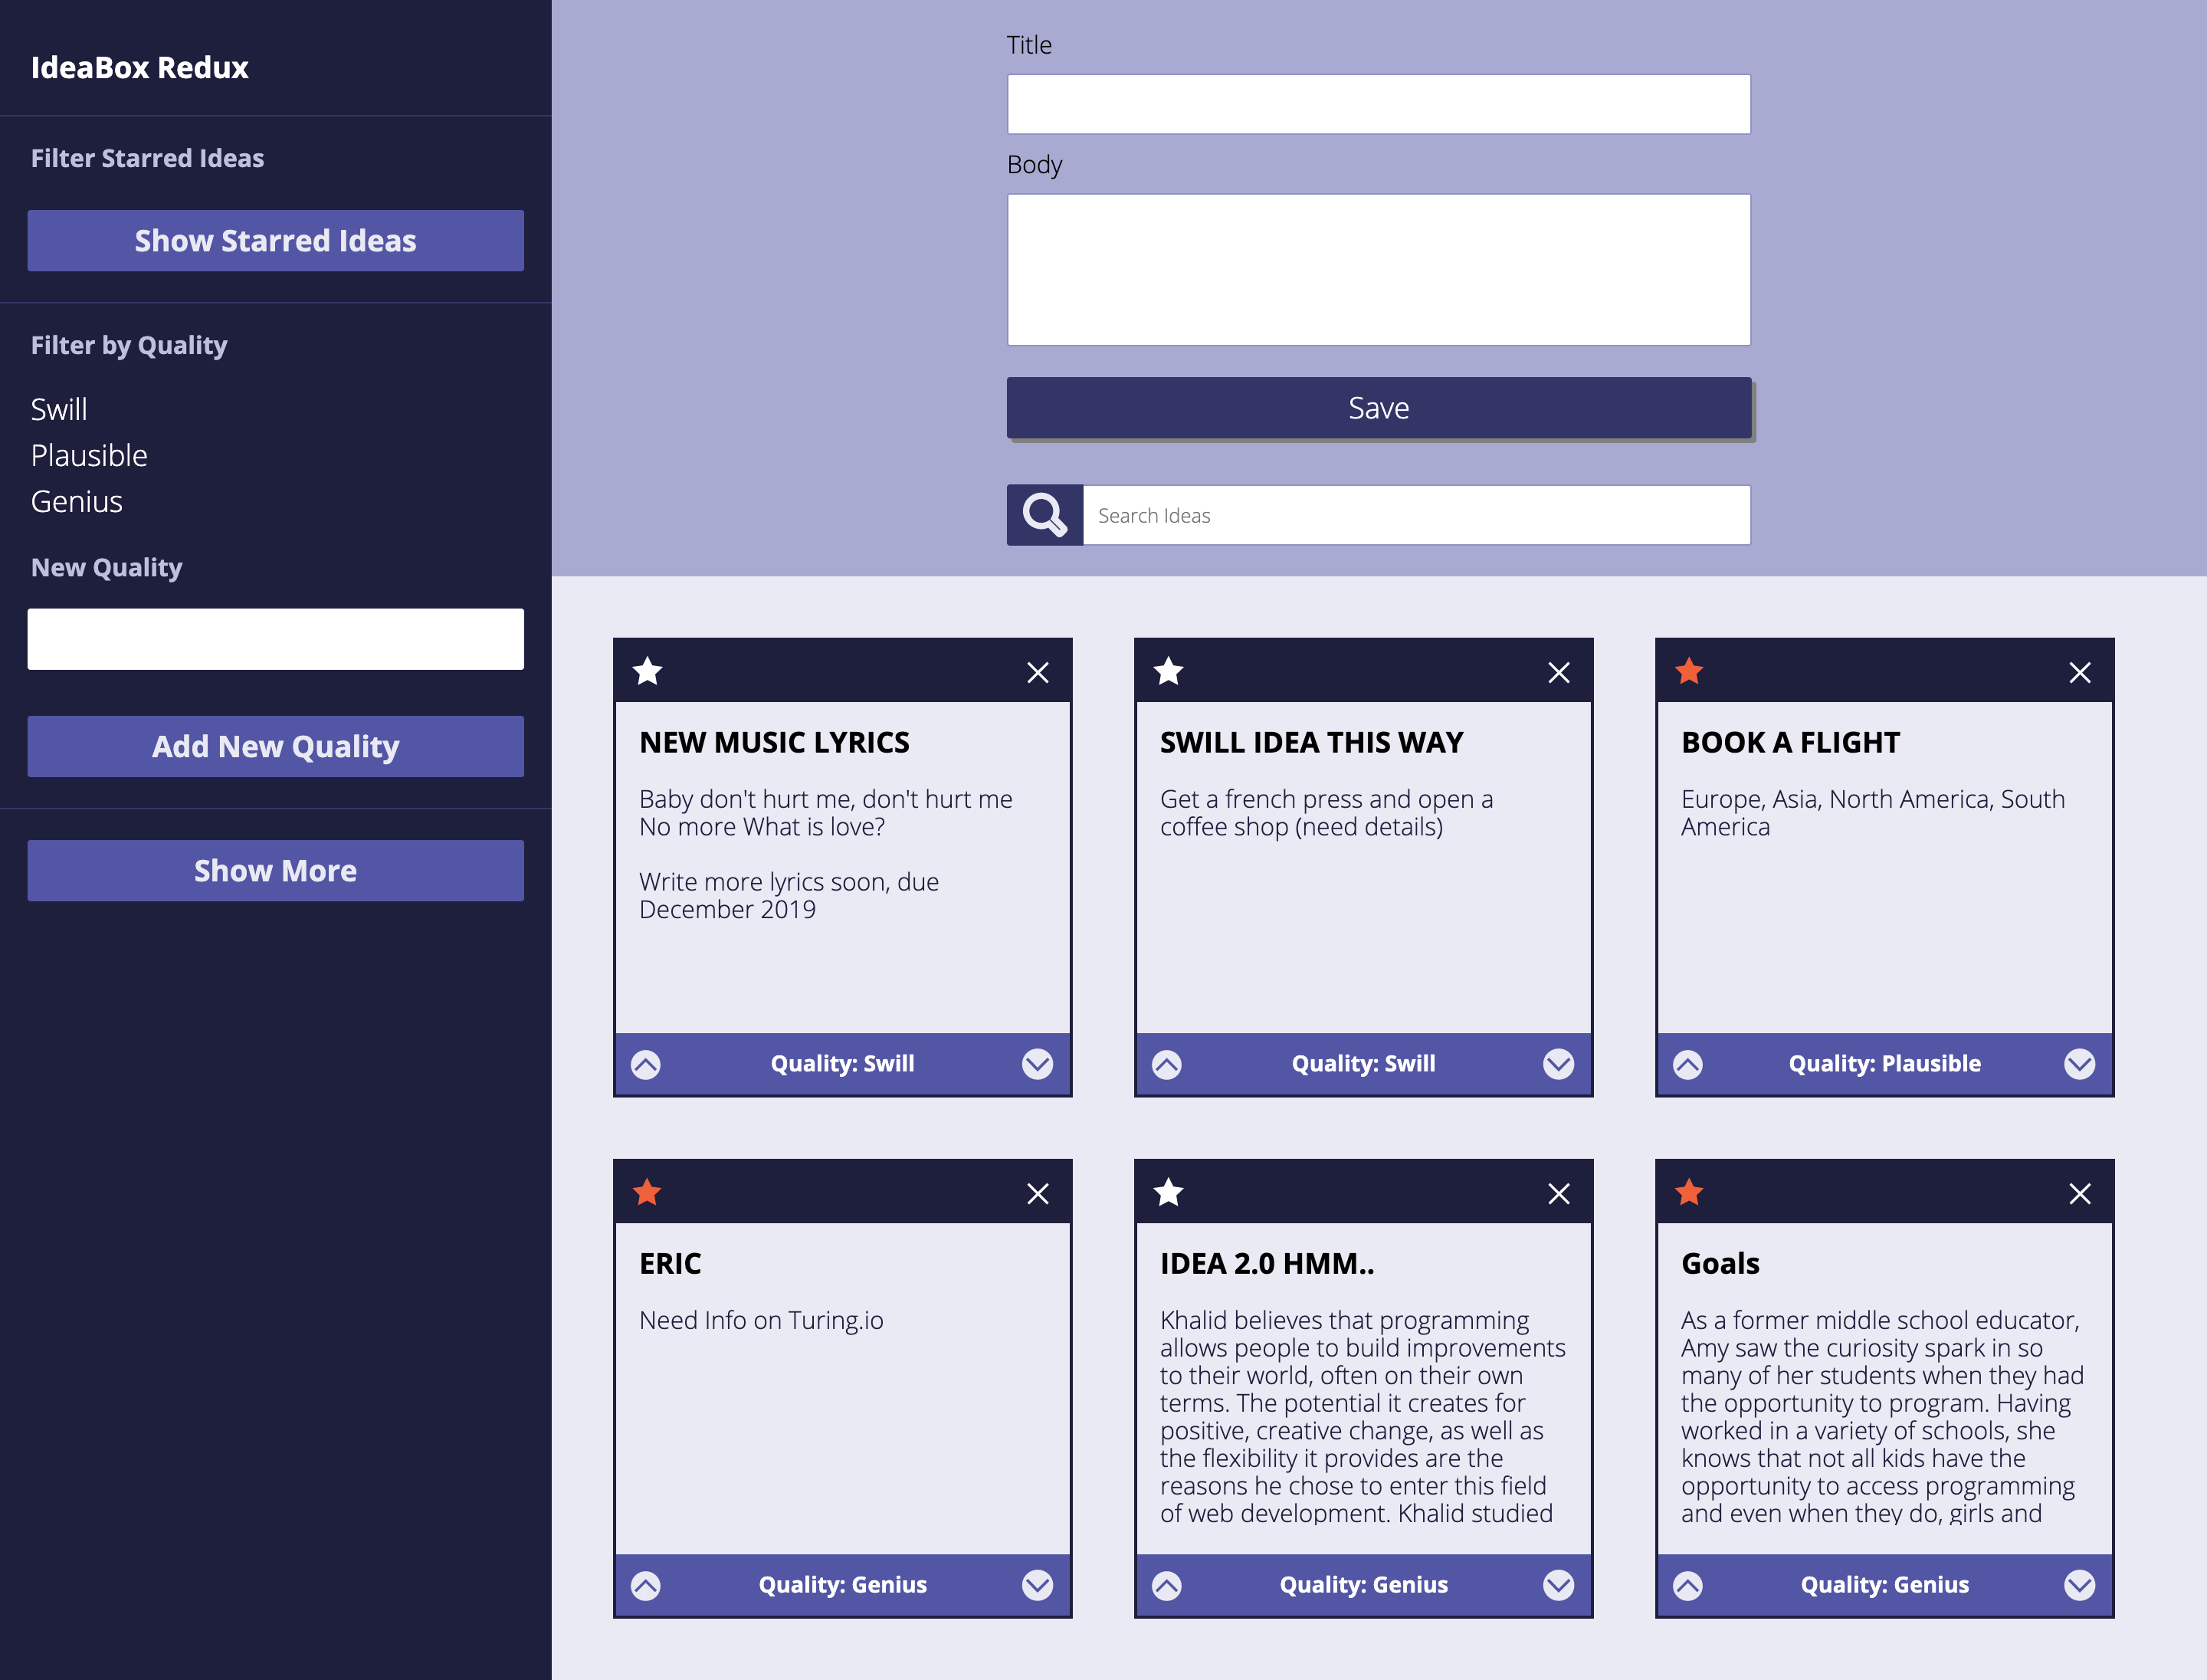 IdeaBox Redux
Filter Starred Ideas
Show Starred Ideas
Filter by Quality
Swill
Plausible
Genius
New Quality
Add New Quality
Show More
Title
Body
Save
Search Ideas
NEW MUSIC LYRICS
Baby don't hurt me, don't hurt me
No more What is love?
Write more lyrics soon, due
December 2019
Quality: Swill
SWILL IDEA THIS WAY
Get a french press and open a
coffee shop (need details)
Quality: Swill
BOOK A FLIGHT
Europe, Asia, North America, South
America
Quality: Plausible
ERIC
Need Info on Turing.io
Quality: Genius
IDEA 2.0 HMM..
Khalid believes that programming
allows people to build improvements
to their world, often on their own
terms. The potential it creates for
positive, creative change, as well as
the flexibility it provides are the
reasons he chose to enter this field
of web development. Khalid studied
Quality: Genius
Goals
As a former middle school educator,
Amy saw the curiosity spark in so
many of her students when they had
the opportunity to program. Having
worked in a variety of schools, she
knows that not all kids have the
opportunity to access programming
and even when they do, girls and
Quality: Genius